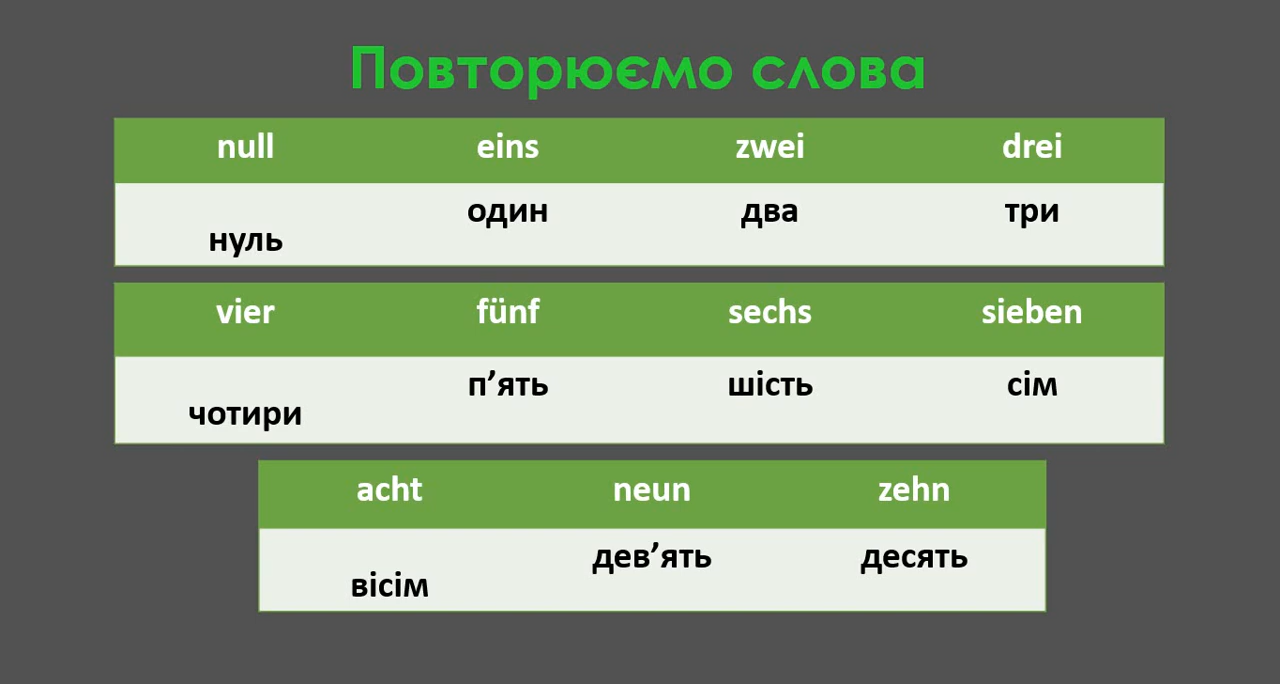 Повторюємо слова
null eins zwei drei
нуль один два три
vier fünf sechs sieben
чотири п’ять шість сім
acht neun zehn
вісім дев’ять десять